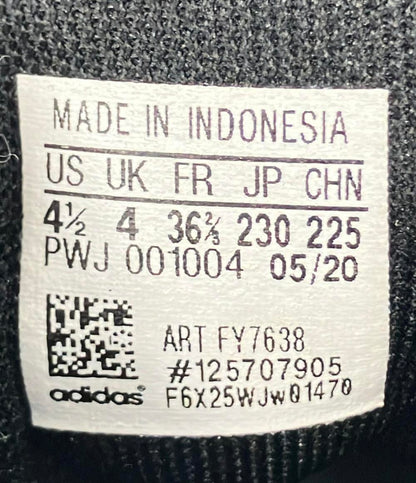 MADE IN INDONESIA
US UK FR JP CHN
4½ 4 36⅔ 230 225
PWJ 001004 05/20
ART FY7638
#125707905
adidas F6X25WJw01470